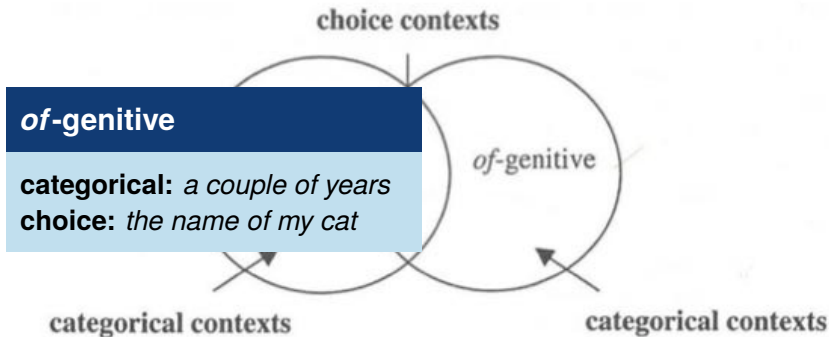 choice contexts
of-genitive
categorical: a couple of years
choice: the name of my cat
of-genitive
categorical contexts
categorical contexts